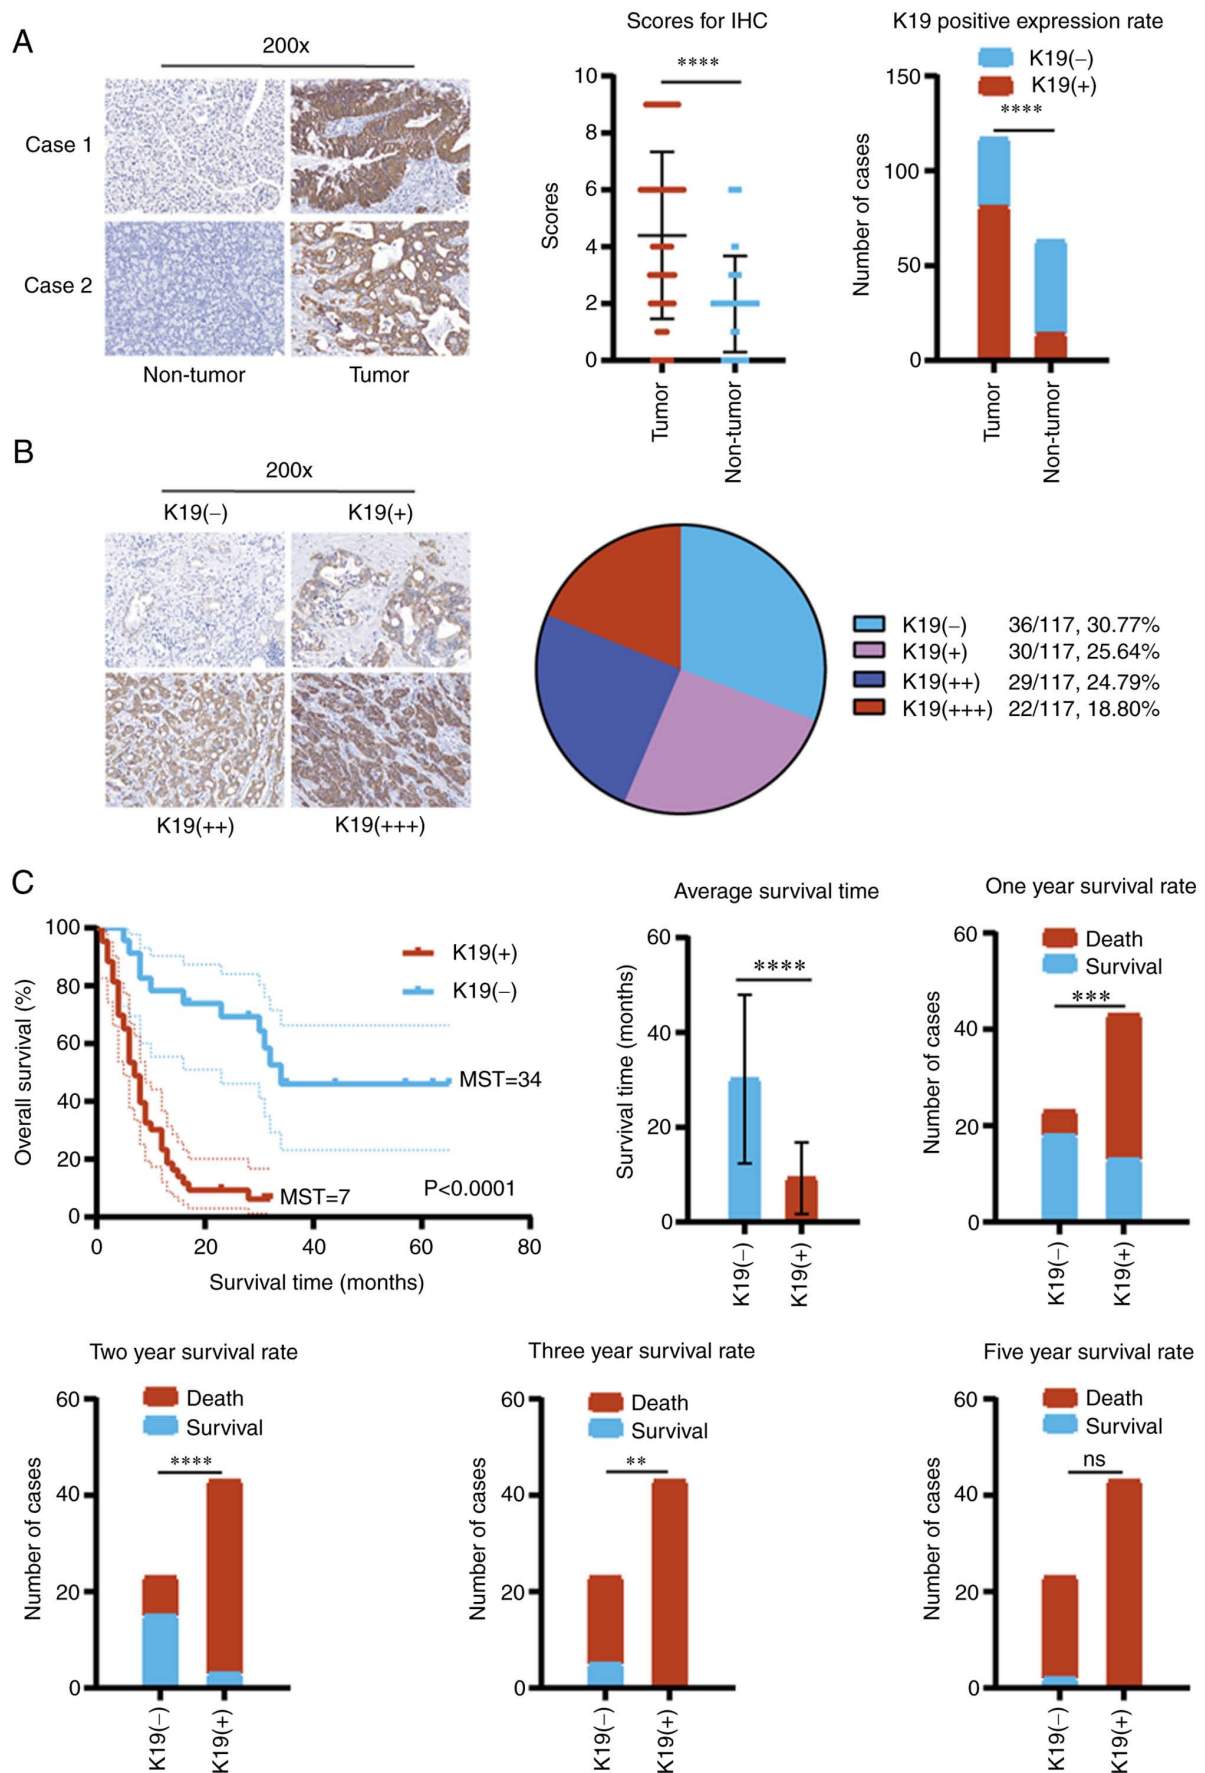 A
200x
Case 1
Case 2
Non-tumor
Tumor
Scores for IHC
****
10
8
6
4
2
0
Scores
Tumor
Non-tumor
K19 positive expression rate
K19(−)
K19(+)
****
150
100
50
0
Number of cases
Tumor
Non-tumor
B
200x
K19(−)
K19(+)
K19(++)
K19(+++)
K19(−) 36/117, 30.77%
K19(+) 30/117, 25.64%
K19(++) 29/117, 24.79%
K19(+++) 22/117, 18.80%
C
100
80
60
40
20
0
Overall survival (%)
K19(+)
K19(−)
MST=34
MST=7
P<0.0001
0 20 40 60 80
Survival time (months)
Average survival time
60
40
20
0
Survival time (months)
****
K19(−)
K19(+)
One year survival rate
Death
Survival
***
60
40
20
0
Number of cases
K19(−)
K19(+)
Two year survival rate
Death
Survival
****
60
40
20
0
Number of cases
K19(−)
K19(+)
Three year survival rate
Death
Survival
**
60
40
20
0
Number of cases
K19(−)
K19(+)
Five year survival rate
Death
Survival
ns
60
40
20
0
Number of cases
K19(−)
K19(+)